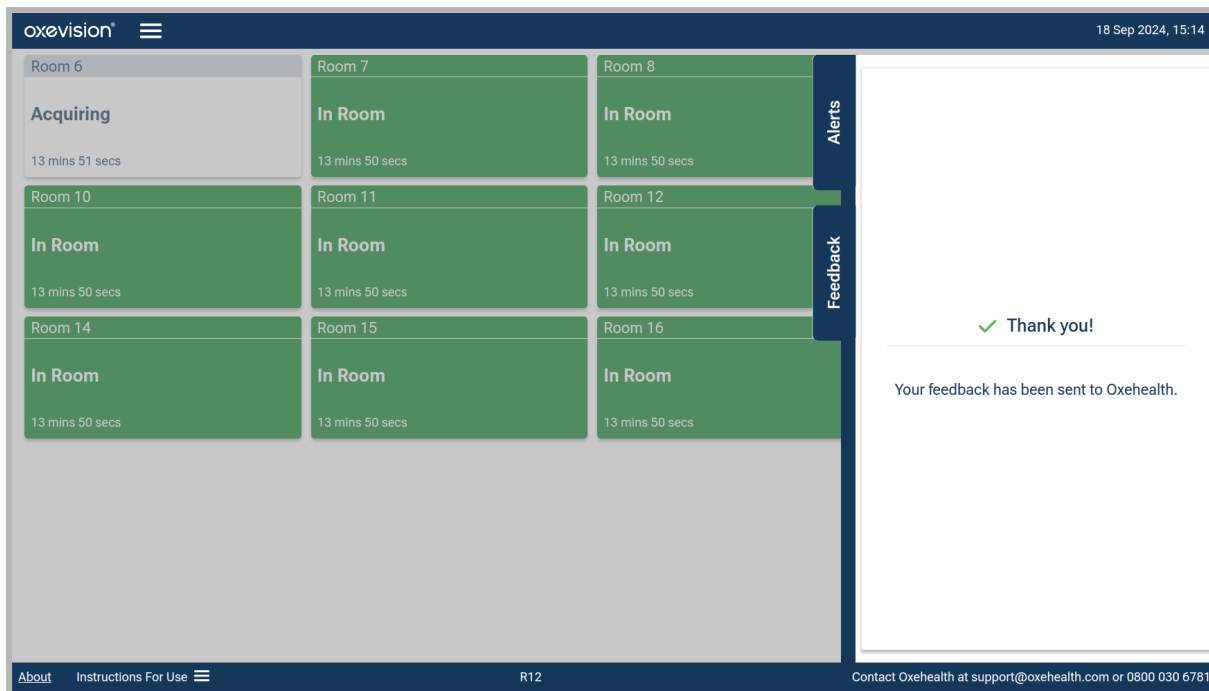 oxevision®
18 Sep 2024, 15:14
Room 6
Acquiring
13 mins 51 secs
Room 7
In Room
13 mins 50 secs
Room 8
In Room
13 mins 50 secs
Room 10
In Room
13 mins 50 secs
Room 11
In Room
13 mins 50 secs
Room 12
In Room
13 mins 50 secs
Room 14
In Room
13 mins 50 secs
Room 15
In Room
13 mins 50 secs
Room 16
In Room
13 mins 50 secs
Alerts
Feedback
Thank you!
Your feedback has been sent to Oxehealth.
About
Instructions For Use
R12
Contact Oxehealth at support@oxehealth.com or 0800 030 6781